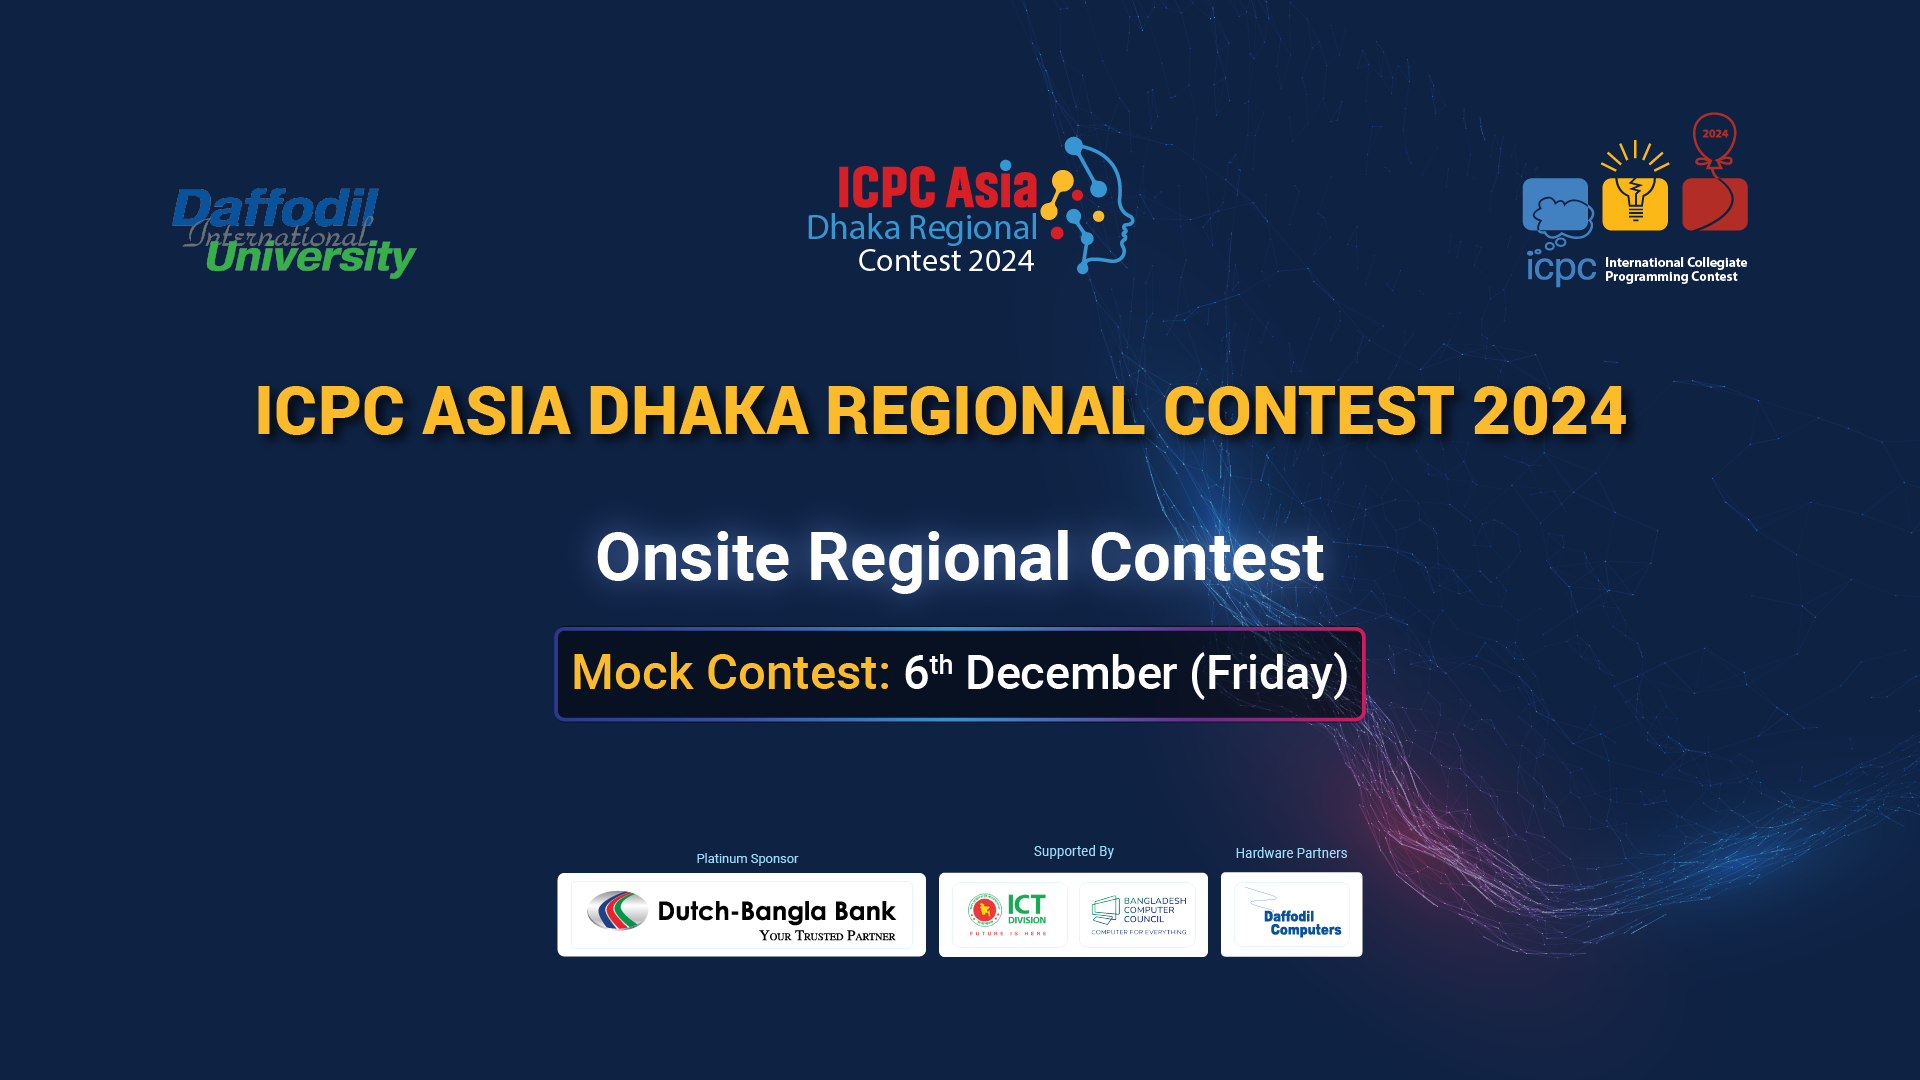 Daffodil
International
University
ICPC Asia
Dhaka Regional
Contest 2024
2024
icpc
International Collegiate
Programming Contest
ICPC ASIA DHAKA REGIONAL CONTEST 2024
Onsite Regional Contest
Mock Contest: 6th December (Friday)
Platinum Sponsor
Dutch-Bangla Bank
YOUR TRUSTED PARTNER
Supported By
ICT
DIVISION
FUTURE IS HERE
BANGLADESH
COMPUTER
COUNCIL
COMPUTER FOR EVERYTHING
Hardware Partners
Daffodil
Computers